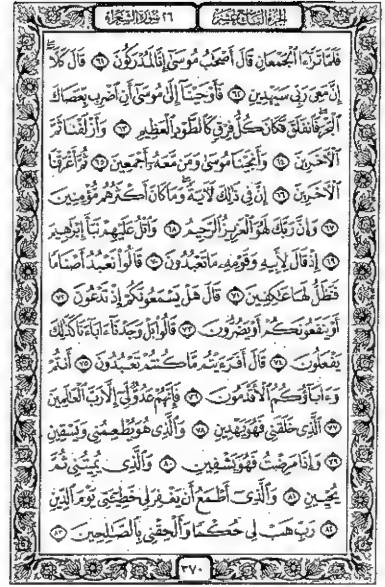 الجزء التاسع عشر
٢٦ سورة الشعراء
فَلَمَّا تَرَٰٓءَا ٱلْجَمْعَانِ قَالَ أَصْحَٰبُ مُوسَىٰٓ إِنَّا لَمُدْرَكُونَ ٦١ قَالَ كَلَّآ
إِنَّ مَعِىَ رَبِّى سَيَهْدِينِ ٦٢ فَأَوْحَيْنَآ إِلَىٰ مُوسَىٰٓ أَنِ ٱضْرِب بِّعَصَاكَ
ٱلْبَحْرَ فَٱنفَلَقَ فَكَانَ كُلُّ فِرْقٍ كَٱلطَّوْدِ ٱلْعَظِيمِ ٦٣ وَأَزْلَفْنَا ثَمَّ
ٱلْءَاخَرِينَ ٦٤ وَأَنجَيْنَا مُوسَىٰ وَمَن مَّعَهُۥٓ أَجْمَعِينَ ٦٥ ثُمَّ أَغْرَقْنَا
ٱلْءَاخَرِينَ ٦٦ إِنَّ فِى ذَٰلِكَ لَءَايَةً وَمَا كَانَ أَكْثَرُهُم مُّؤْمِنِينَ
٦٧ وَإِنَّ رَبَّكَ لَهُوَ ٱلْعَزِيزُ ٱلرَّحِيمُ ٦٨ وَٱتْلُ عَلَيْهِمْ نَبَأَ إِبْرَٰهِيمَ
٦٩ إِذْ قَالَ لِأَبِيهِ وَقَوْمِهِۦ مَا تَعْبُدُونَ ٧٠ قَالُوا۟ نَعْبُدُ أَصْنَامًا
فَنَظَلُّ لَهَا عَٰكِفِينَ ٧١ قَالَ هَلْ يَسْمَعُونَكُمْ إِذْ تَدْعُونَ ٧٢
أَوْ يَنفَعُونَكُمْ أَوْ يَضُرُّونَ ٧٣ قَالُوا۟ بَلْ وَجَدْنَآ ءَابَآءَنَا كَذَٰلِكَ
يَفْعَلُونَ ٧٤ قَالَ أَفَرَءَيْتُم مَّا كُنتُمْ تَعْبُدُونَ ٧٥ أَنتُمْ
وَءَابَآؤُكُمُ ٱلْأَقْدَمُونَ ٧٦ فَإِنَّهُمْ عَدُوٌّ لِّىٓ إِلَّا رَبَّ ٱلْعَٰلَمِينَ
٧٧ ٱلَّذِى خَلَقَنِى فَهُوَ يَهْدِينِ ٧٨ وَٱلَّذِى هُوَ يُطْعِمُنِى وَيَسْقِينِ
٧٩ وَإِذَا مَرِضْتُ فَهُوَ يَشْفِينِ ٨٠ وَٱلَّذِى يُمِيتُنِى ثُمَّ
يُحْيِينِ ٨١ وَٱلَّذِىٓ أَطْمَعُ أَن يَغْفِرَ لِى خَطِيٓـَٔتِى يَوْمَ ٱلدِّينِ
٨٢ رَبِّ هَبْ لِى حُكْمًا وَأَلْحِقْنِى بِٱلصَّٰلِحِينَ ٨٣
٣٧٠